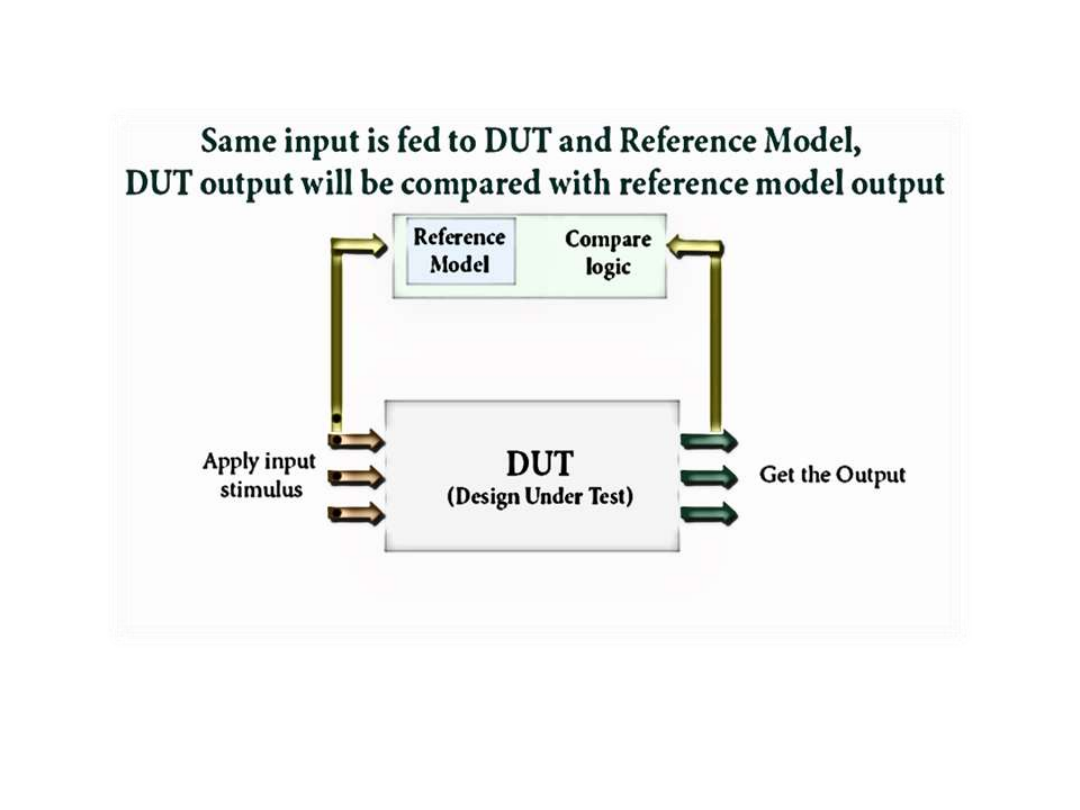 Same input is fed to DUT and Reference Model,
DUT output will be compared with reference model output
Reference
Model
Compare
logic
Apply input
stimulus
DUT
(Design Under Test)
Get the Output